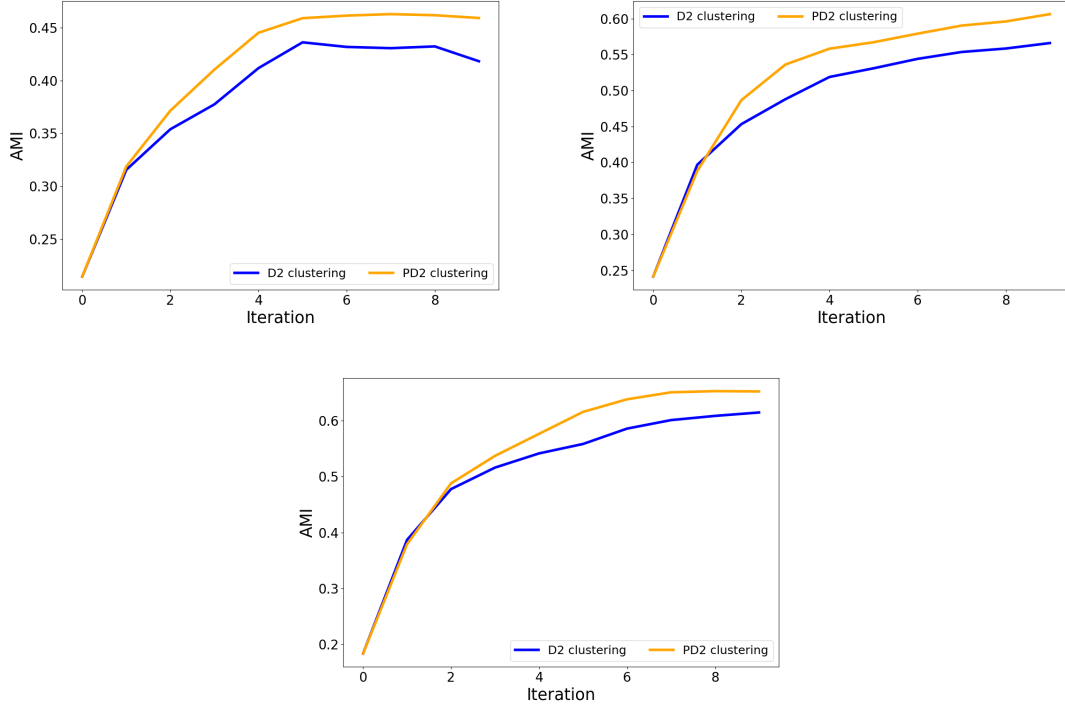 0.45
0.40
0.35
0.30
0.25
AMI
D2 clustering PD2 clustering
0 2 4 6 8
Iteration
0.60
0.55
0.50
0.45
0.40
0.35
0.30
0.25
AMI
D2 clustering PD2 clustering
0 2 4 6 8
Iteration
0.6
0.5
0.4
0.3
0.2
AMI
D2 clustering PD2 clustering
0 2 4 6 8
Iteration